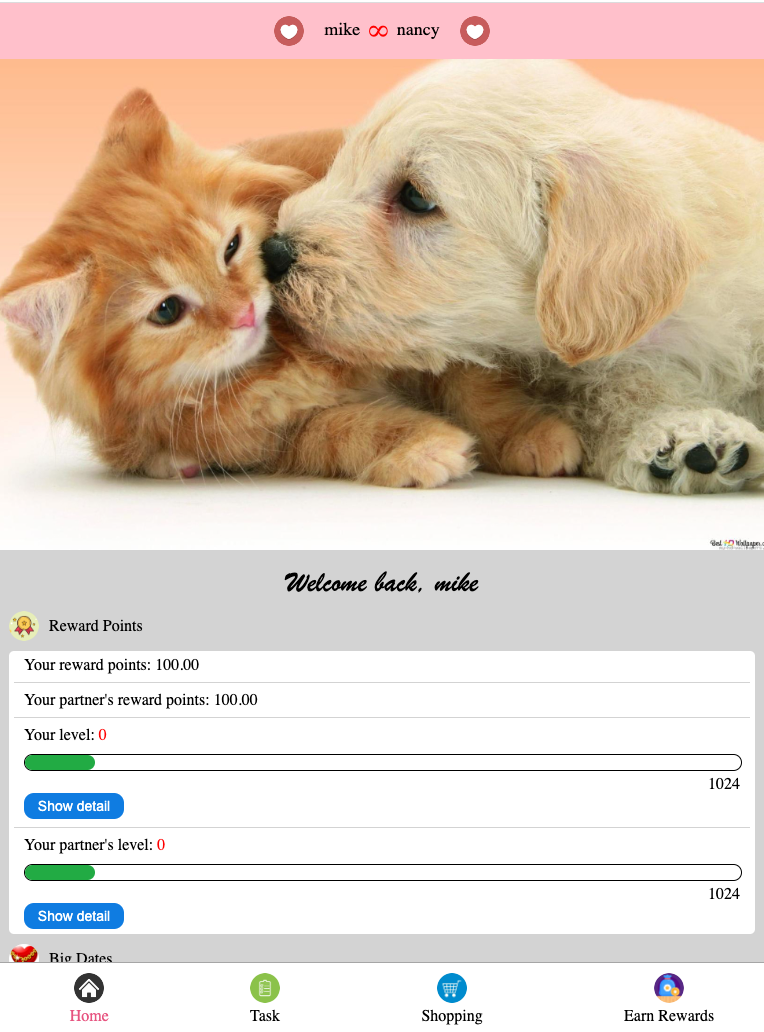 mike ∞ nancy
Welcome back, mike
Reward Points
Your reward points: 100.00
Your partner's reward points: 100.00
Your level: 0
1024
Show detail
Your partner's level: 0
1024
Show detail
Big Dates
Home Task Shopping Earn Rewards